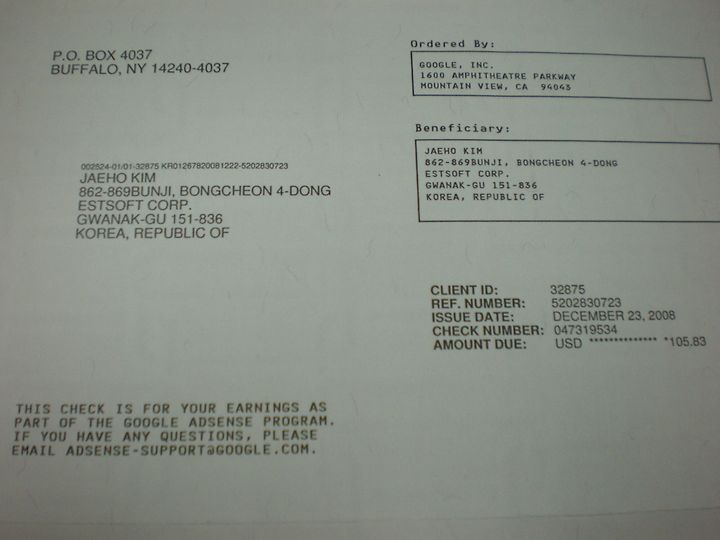 P.O. BOX 4037
BUFFALO, NY 14240-4037
Ordered By:
GOOGLE, INC.
1600 AMPHITHEATRE PARKWAY
MOUNTAIN VIEW, CA 94043
Beneficiary:
JAEHO KIM
862-869BUNJI, BONGCHEON 4-DONG
ESTSOFT CORP.
GWANAK-GU 151-836
KOREA, REPUBLIC OF
002524-01/01-32875 KR01267820081222-5202830723
JAEHO KIM
862-869BUNJI, BONGCHEON 4-DONG
ESTSOFT CORP.
GWANAK-GU 151-836
KOREA, REPUBLIC OF
CLIENT ID: 32875
REF. NUMBER: 5202830723
ISSUE DATE: DECEMBER 23, 2008
CHECK NUMBER: 047319534
AMOUNT DUE: USD ************** *105.83
THIS CHECK IS FOR YOUR EARNINGS AS
PART OF THE GOOGLE ADSENSE PROGRAM.
IF YOU HAVE ANY QUESTIONS, PLEASE
EMAIL ADSENSE-SUPPORT@GOOGLE.COM.